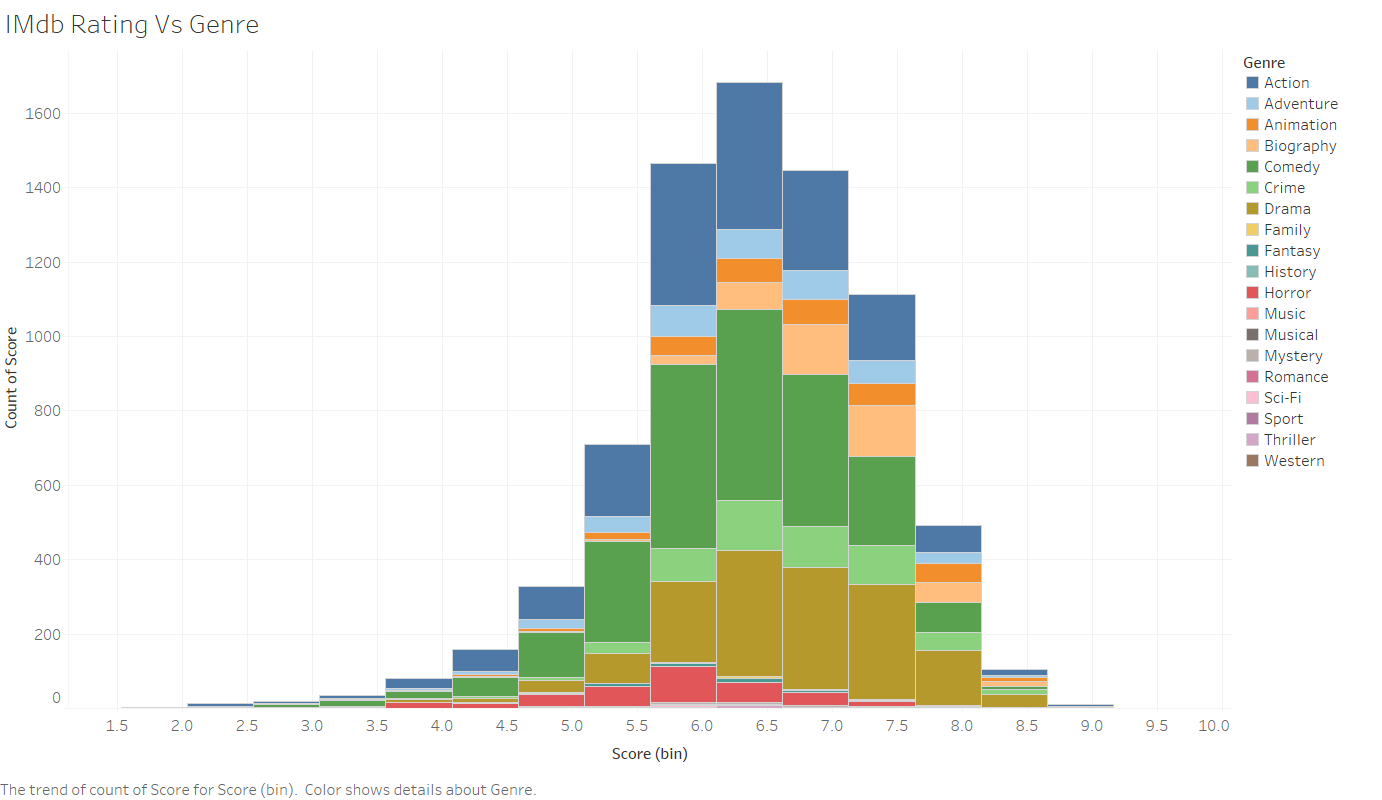 IMdb Rating Vs Genre
Genre
Action
Adventure
Animation
Biography
Comedy
Crime
Drama
Family
Fantasy
History
Horror
Music
Musical
Mystery
Romance
Sci-Fi
Sport
Thriller
Western
Count of Score
1600
1400
1200
1000
800
600
400
200
0
1.5 2.0 2.5 3.0 3.5 4.0 4.5 5.0 5.5 6.0 6.5 7.0 7.5 8.0 8.5 9.0 9.5 10.0
Score (bin)
The trend of count of Score for Score (bin). Color shows details about Genre.